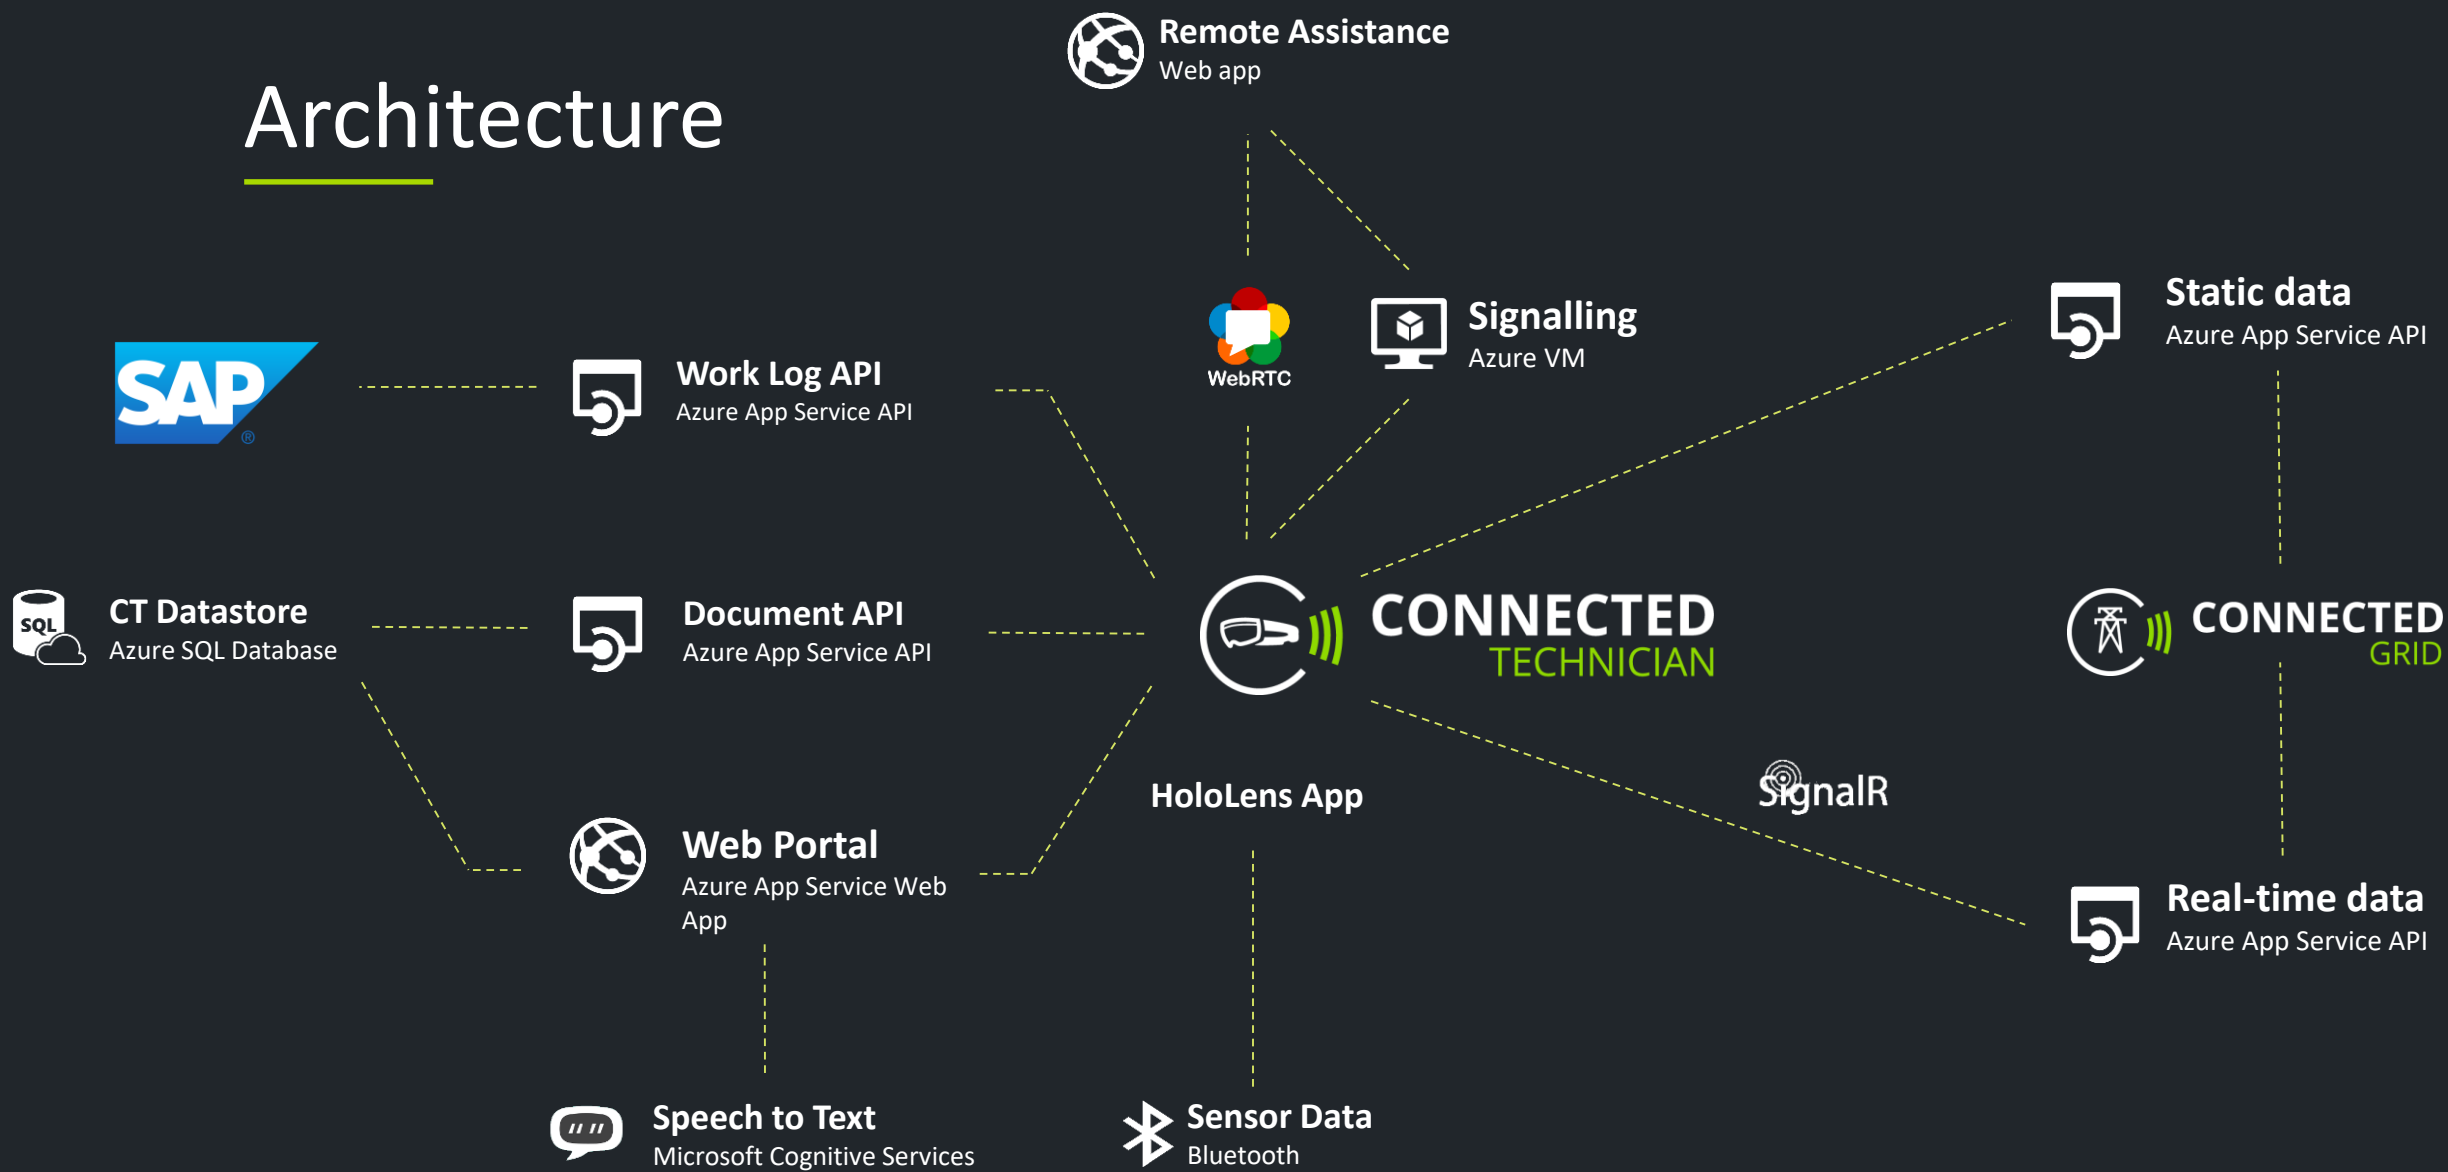 Architecture
Remote Assistance
Web app
SAP
®
Work Log API
Azure App Service API
WebRTC
Signalling
Azure VM
Static data
Azure App Service API
SQL
CT Datastore
Azure SQL Database
Document API
Azure App Service API
CONNECTED
TECHNICIAN
CONNECTED
GRID
HoloLens App
SignalR
Web Portal
Azure App Service Web
App
Real-time data
Azure App Service API
Speech to Text
Microsoft Cognitive Services
Sensor Data
Bluetooth